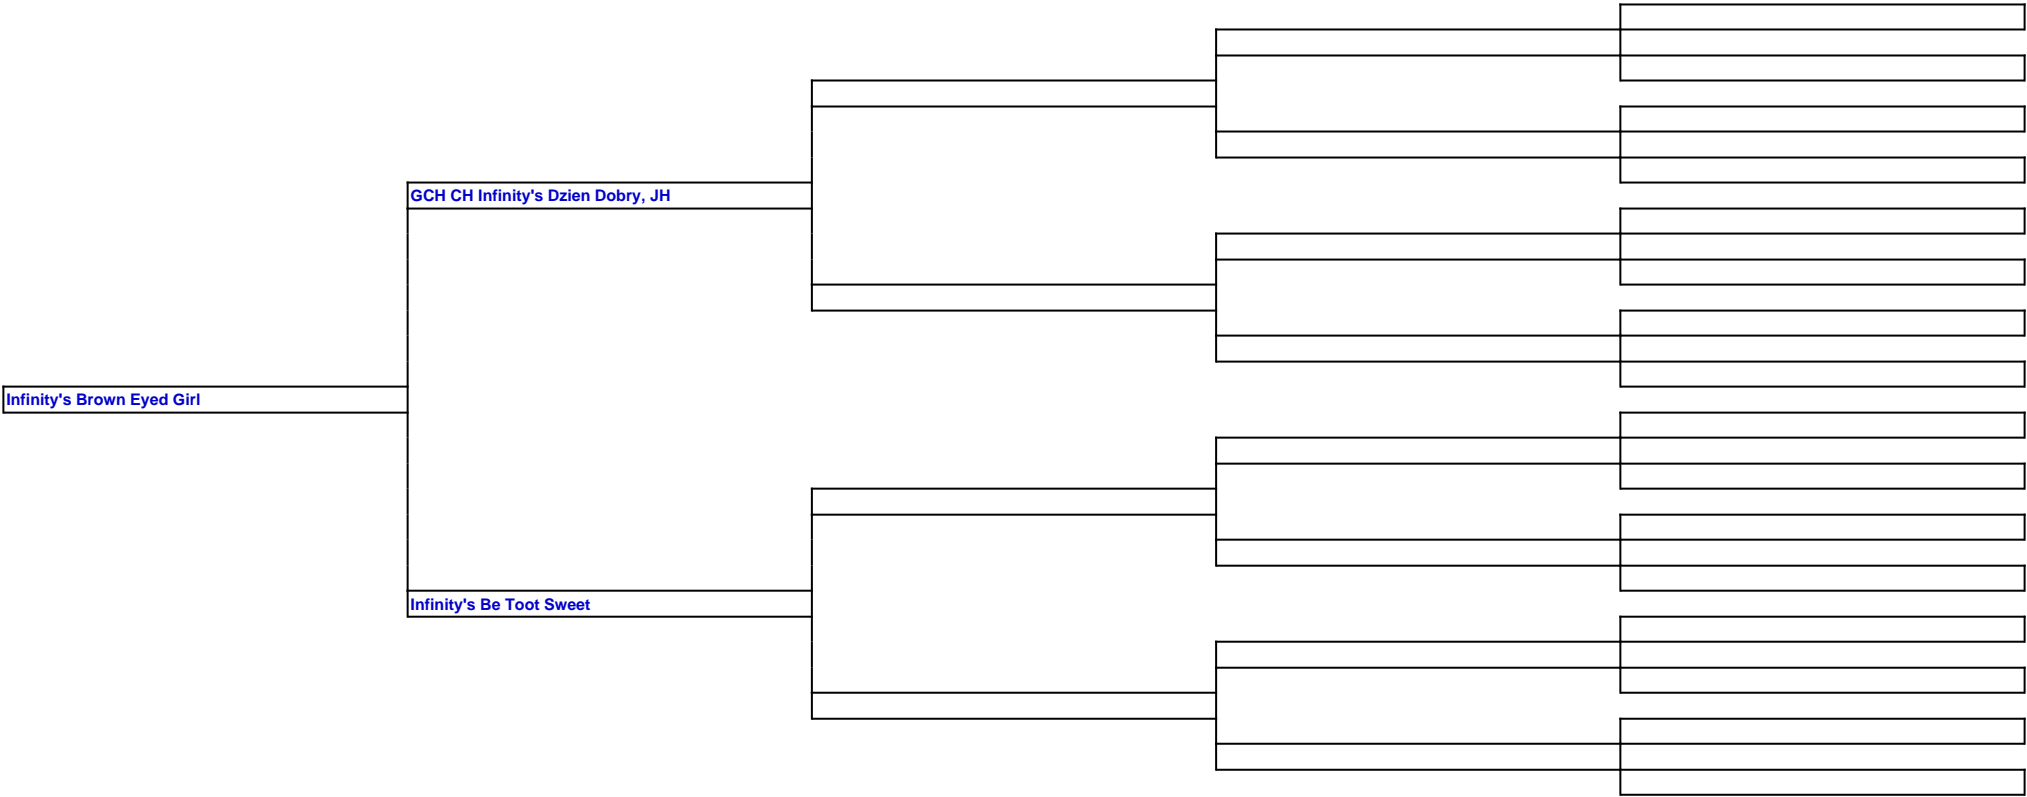 GCH CH Infinity's Dzien Dobry, JH
Infinity's Brown Eyed Girl
Infinity's Be Toot Sweet